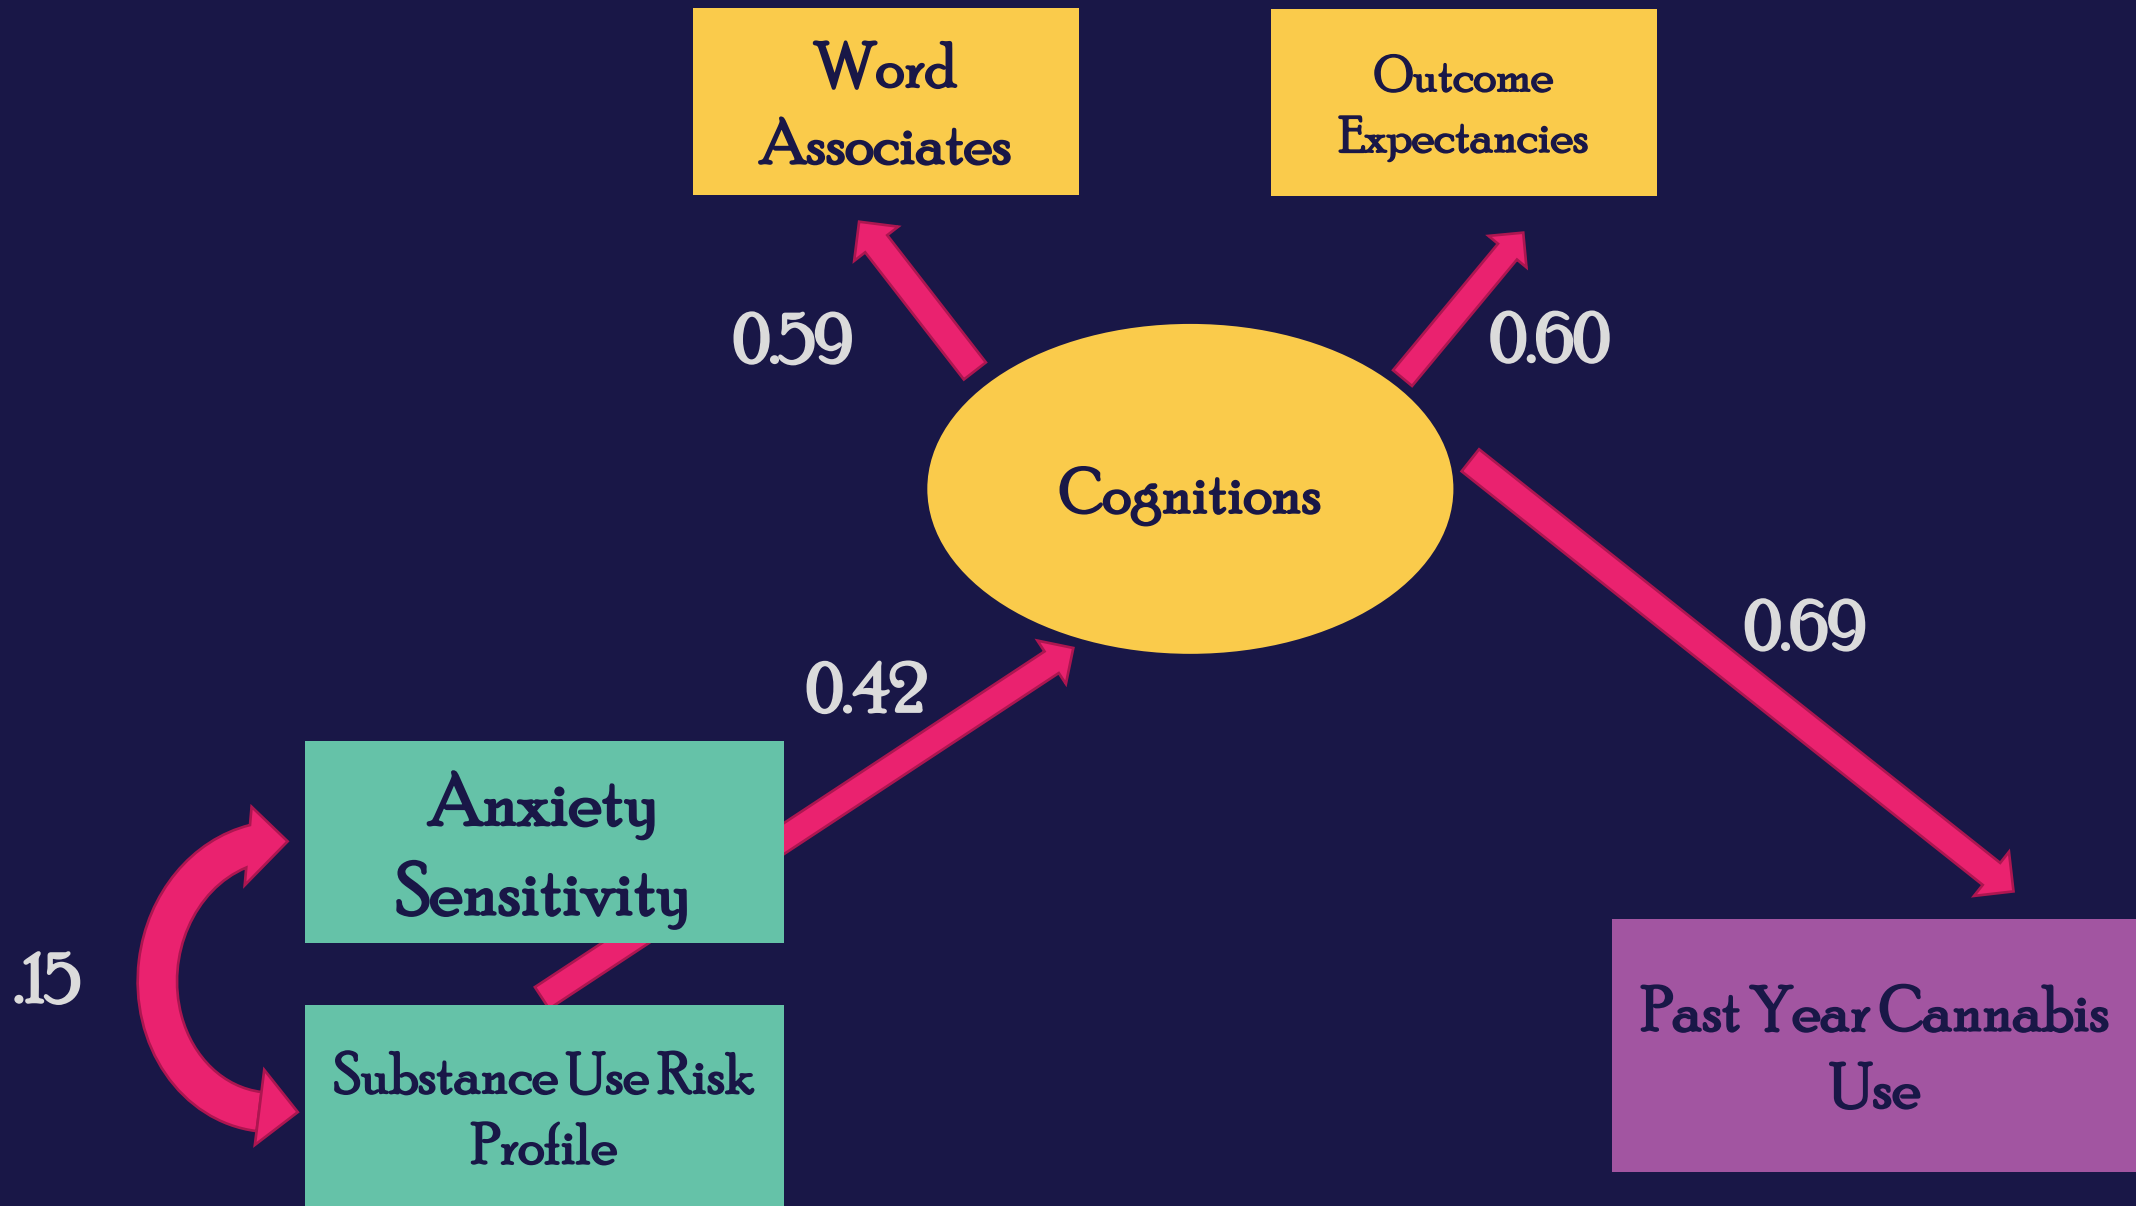 Word
Associates
Outcome
Expectancies
0.59
0.60
Cognitions
0.69
0.42
Anxiety
Sensitivity
.15
Past Year Cannabis
Use
Substance Use Risk
Profile